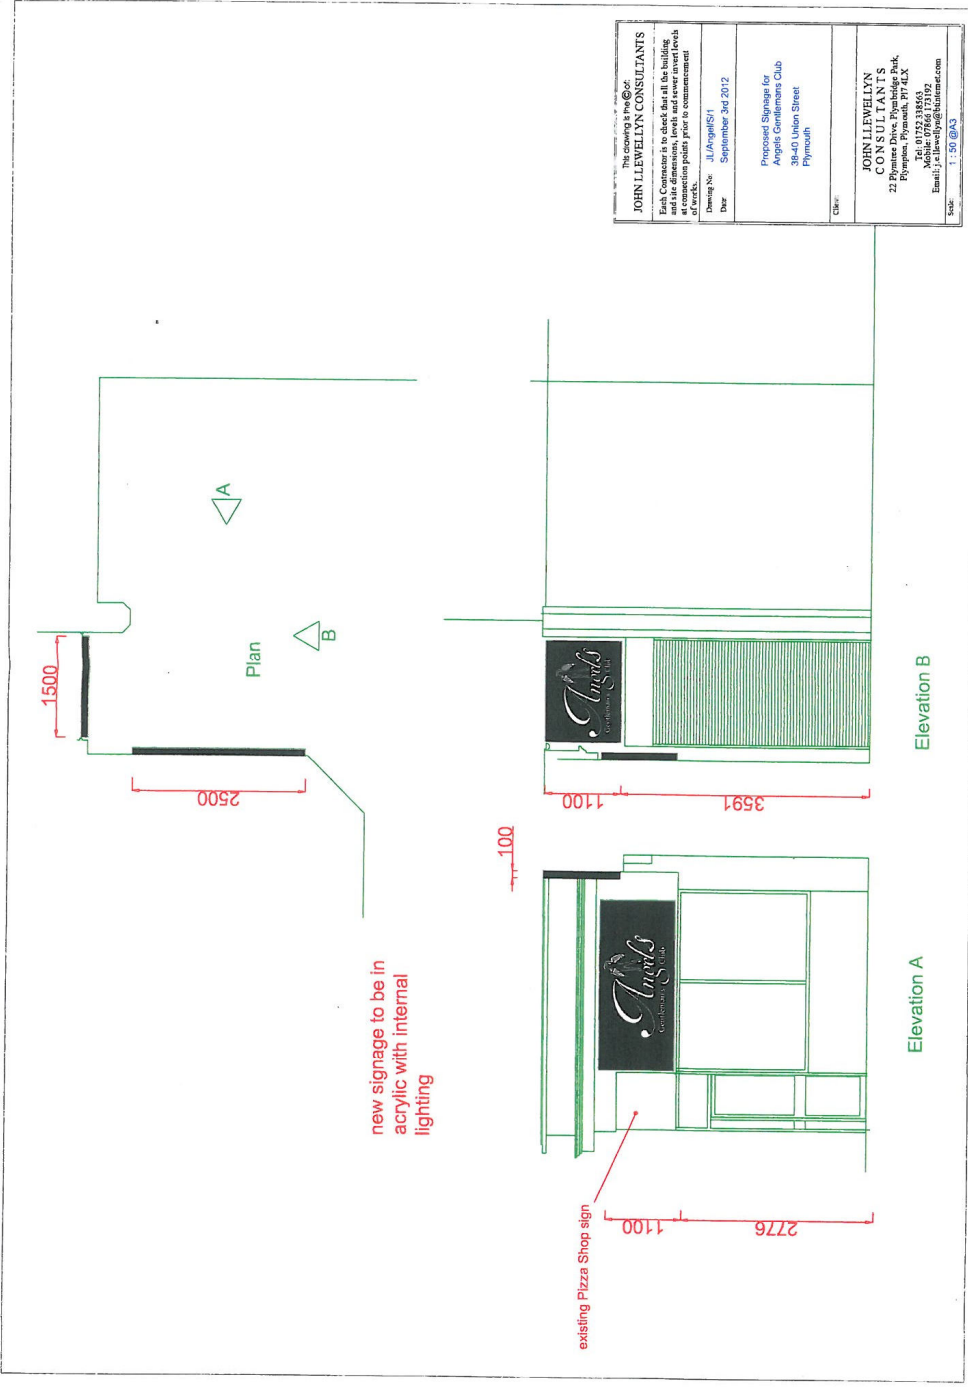 1500
Plan
A
B
2500
new signage to be in
acrylic with internal
lighting
existing Pizza Shop sign
1100
2776
100
Angels
Gentlemans Club
Elevation A
1100
3591
Angels
Gentlemans Club
Elevation B
This drawing is the © of:
JOHN LLEWELLYN CONSULTANTS
Each Contractor is to check that all the building
and site dimensions, levels and sewer invert levels
at connection points prior to commencement
of works.
Drawing No: JL/Angel/S/1
Date: September 3rd 2012
Proposed Signage for
Angels Gentlemans Club
38-40 Union Street
Plymouth
Client:
JOHN LLEWELLYN
CONSULTANTS
22 Plymtree Drive, Plymbridge Park,
Plympton, Plymouth, Pl7 4LX
Tel: 01752 338563
Mobile: 07866 173192
Email: j.e.llewellyn@btinternet.com
Scale: 1 : 50 @A3